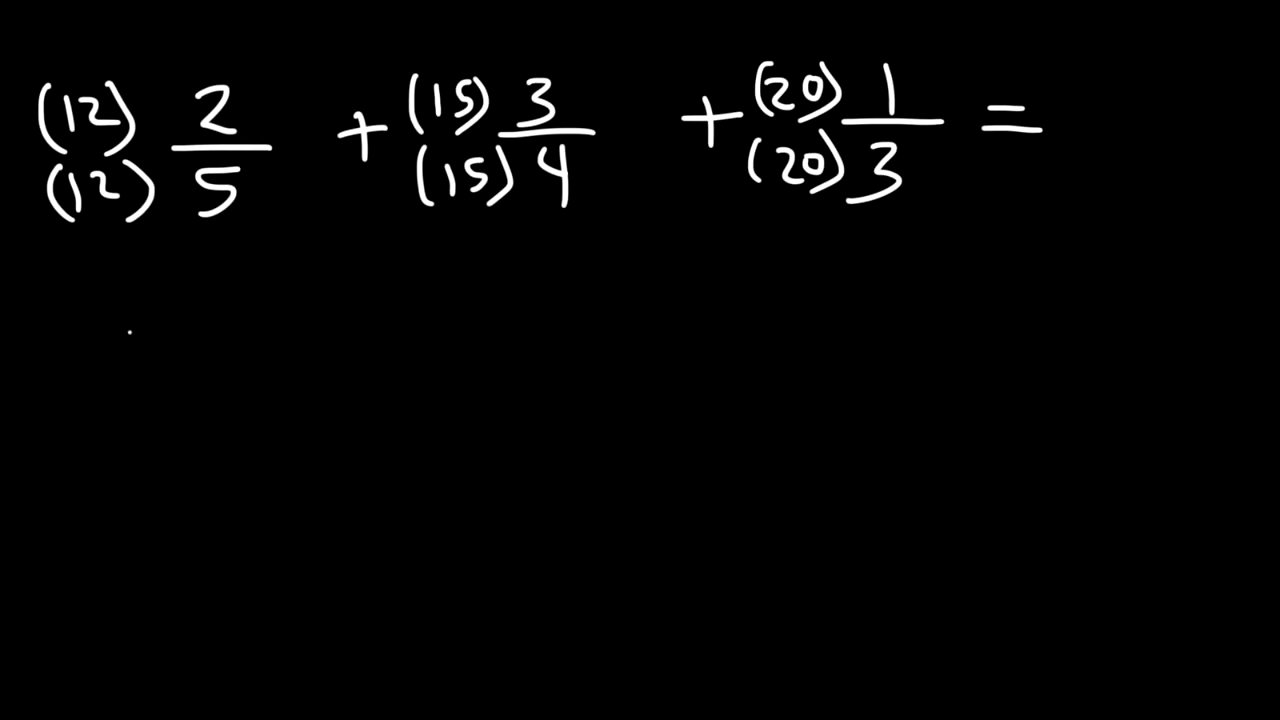 (12) 2 + (15) 3 + (20) 1 =
(12) 5 (15) 4 (20) 3